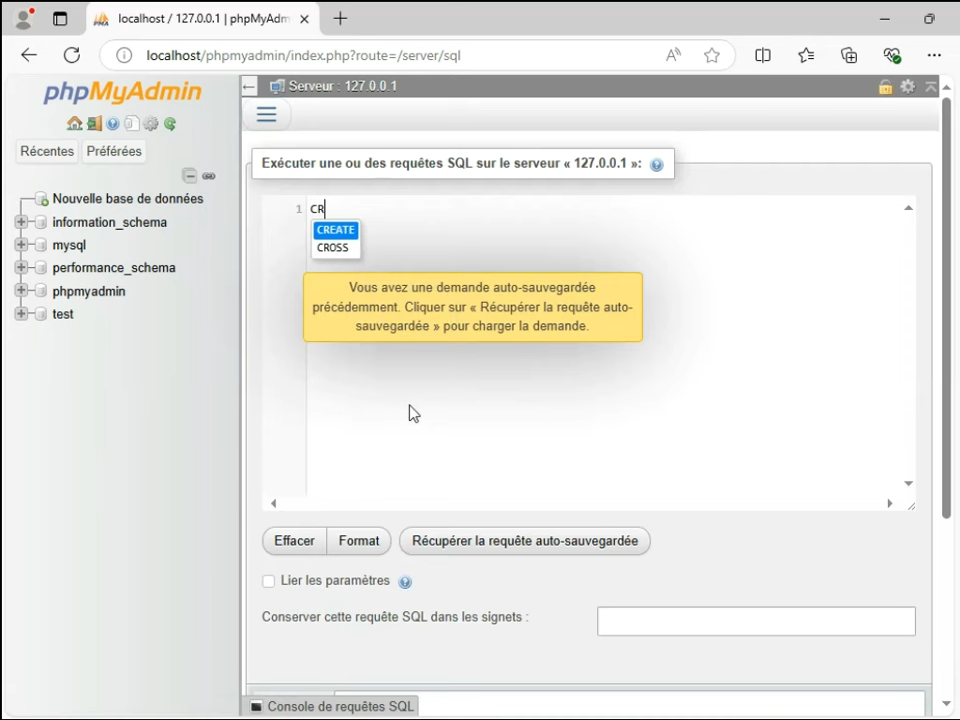 localhost / 127.0.0.1 | phpMyAdm
localhost/phpmyadmin/index.php?route=/server/sql
phpMyAdmin
Serveur : 127.0.0.1
Récentes
Préférées
Exécuter une ou des requêtes SQL sur le serveur « 127.0.0.1 »:
Nouvelle base de données
information_schema
mysql
performance_schema
phpmyadmin
test
1 CR
CREATE
CROSS
Vous avez une demande auto-sauvegardée
précédemment. Cliquer sur « Récupérer la requête auto-
sauvegardée » pour charger la demande.
Effacer
Format
Récupérer la requête auto-sauvegardée
Lier les paramètres
Conserver cette requête SQL dans les signets :
Console de requêtes SQL